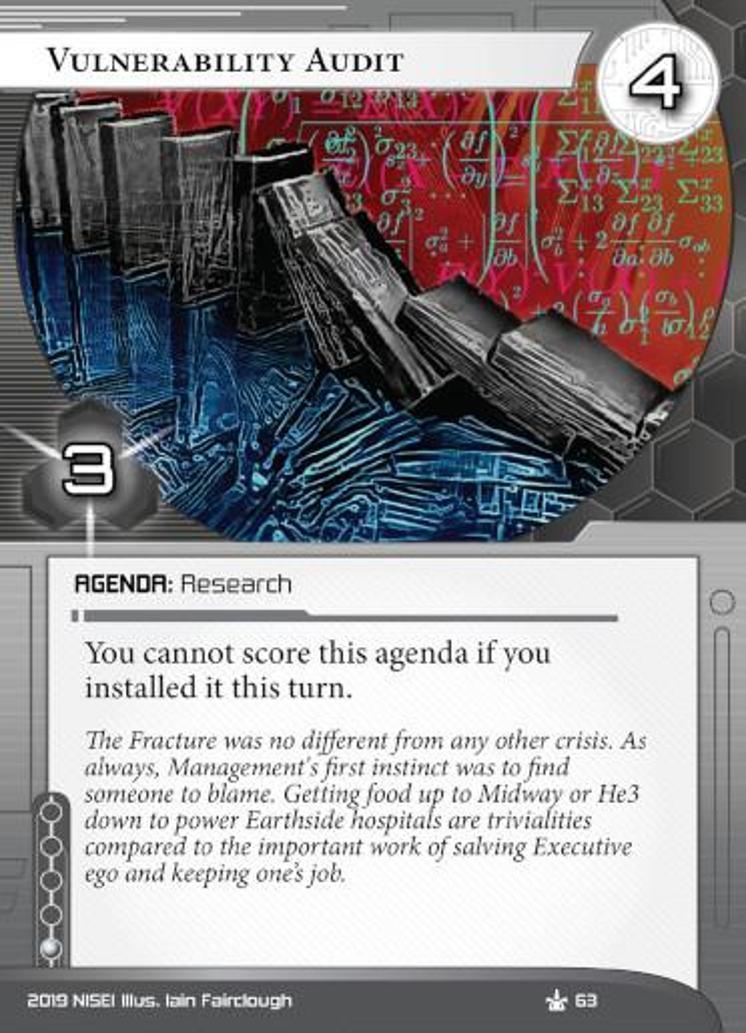 Vulnerability Audit
4
3
AGENDA: Research
You cannot score this agenda if you
installed it this turn.
The Fracture was no different from any other crisis. As
always, Management's first instinct was to find
someone to blame. Getting food up to Midway or He3
down to power Earthside hospitals are trivialities
compared to the important work of salving Executive
ego and keeping one's job.
2019 NISEI Illus. Iain Fairclough
63